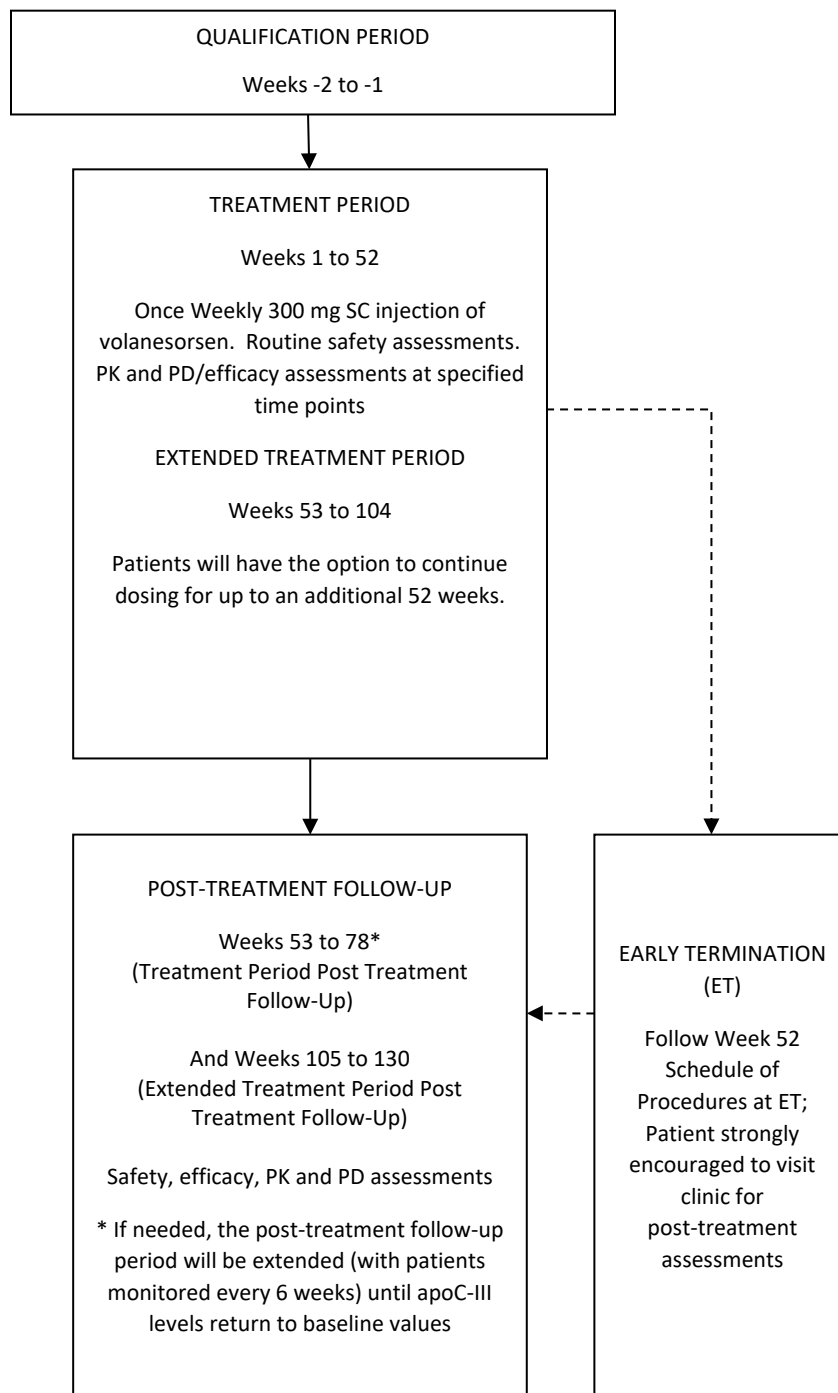 QUALIFICATION PERIOD
Weeks -2 to -1
TREATMENT PERIOD
Weeks 1 to 52
Once Weekly 300 mg SC injection of
volanesorsen.  Routine safety assessments.
PK and PD/efficacy assessments at specified
time points
EXTENDED TREATMENT PERIOD
Weeks 53 to 104
Patients will have the option to continue
dosing for up to an additional 52 weeks.
POST-TREATMENT FOLLOW-UP
Weeks 53 to 78*
(Treatment Period Post Treatment
Follow-Up)
And Weeks 105 to 130
(Extended Treatment Period Post
Treatment Follow-Up)
Safety, efficacy, PK and PD assessments
* If needed, the post-treatment follow-up
period will be extended (with patients
monitored every 6 weeks) until apoC-III
levels return to baseline values
EARLY TERMINATION
(ET)
Follow Week 52
Schedule of
Procedures at ET;
Patient strongly
encouraged to visit
clinic for
post-treatment
assessments